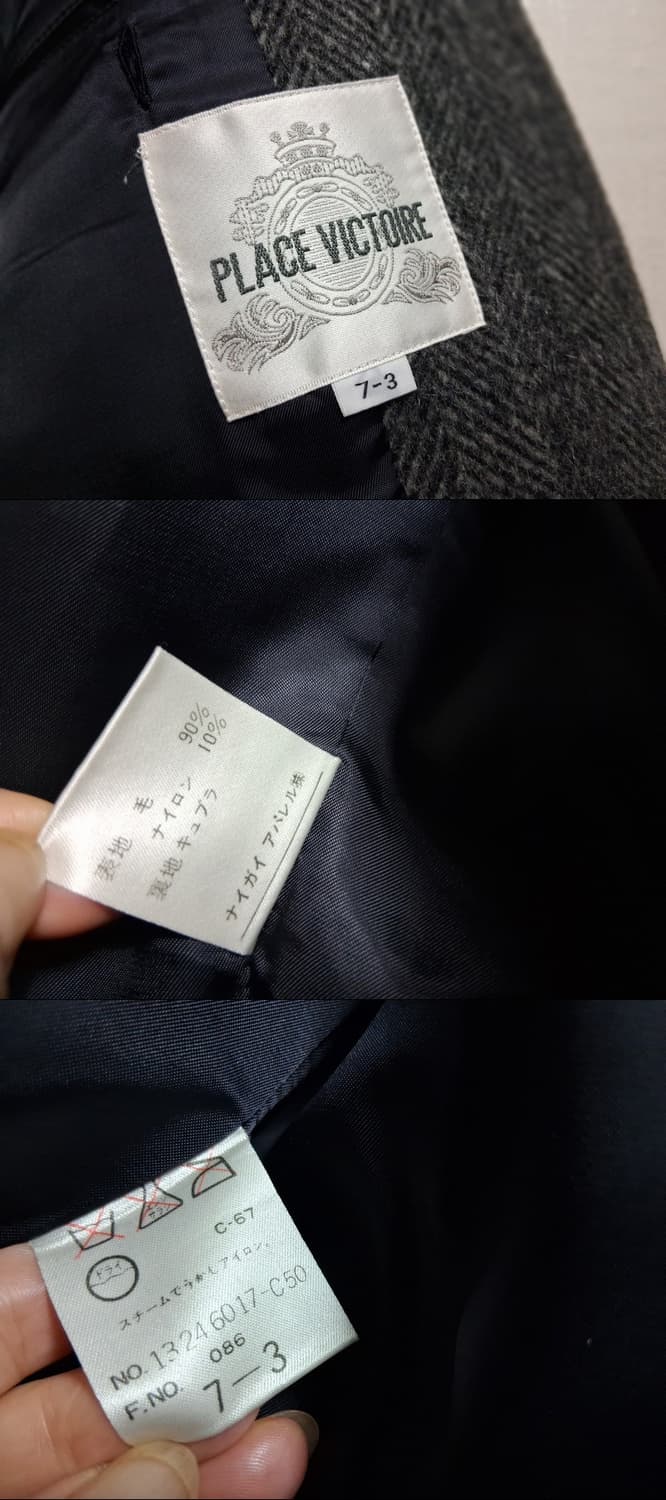 PLACE VICTOIRE
7-3
表地 毛 90%
ナイロン 10%
裏地 キュプラ
ナイガイ アパレル㈱
C-67
ドライ
スチームでうかしアイロン。
NO. 13246017-C50
086
F.NO. 7-3